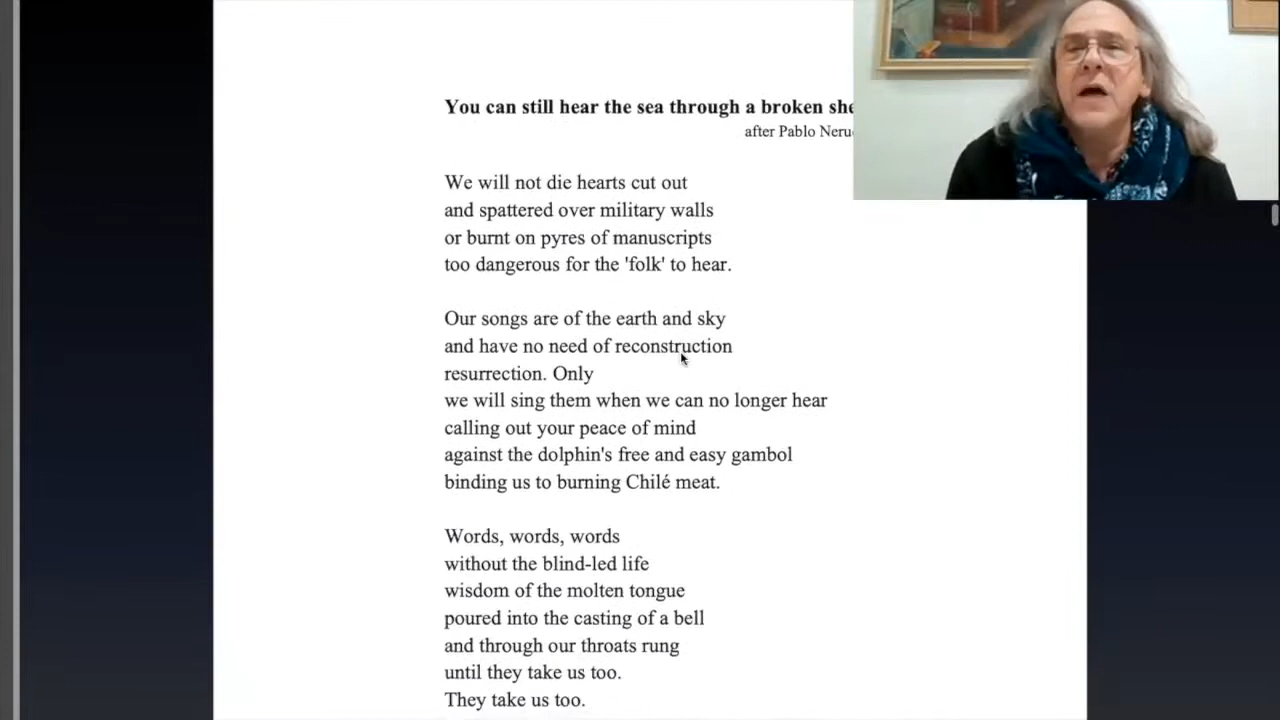 You can still hear the sea through a broken
after Pablo
We will not die hearts cut out
and spattered over military walls
or burnt on pyres of manuscripts
too dangerous for the 'folk' to hear.
Our songs are of the earth and sky
and have no need of reconstruction
resurrection. Only
we will sing them when we can no longer hear
calling out your peace of mind
against the dolphin's free and easy gambol
binding us to burning Chilé meat.
Words, words, words
without the blind-led life
wisdom of the molten tongue
poured into the casting of a bell
and through our throats rung
until they take us too.
They take us too.